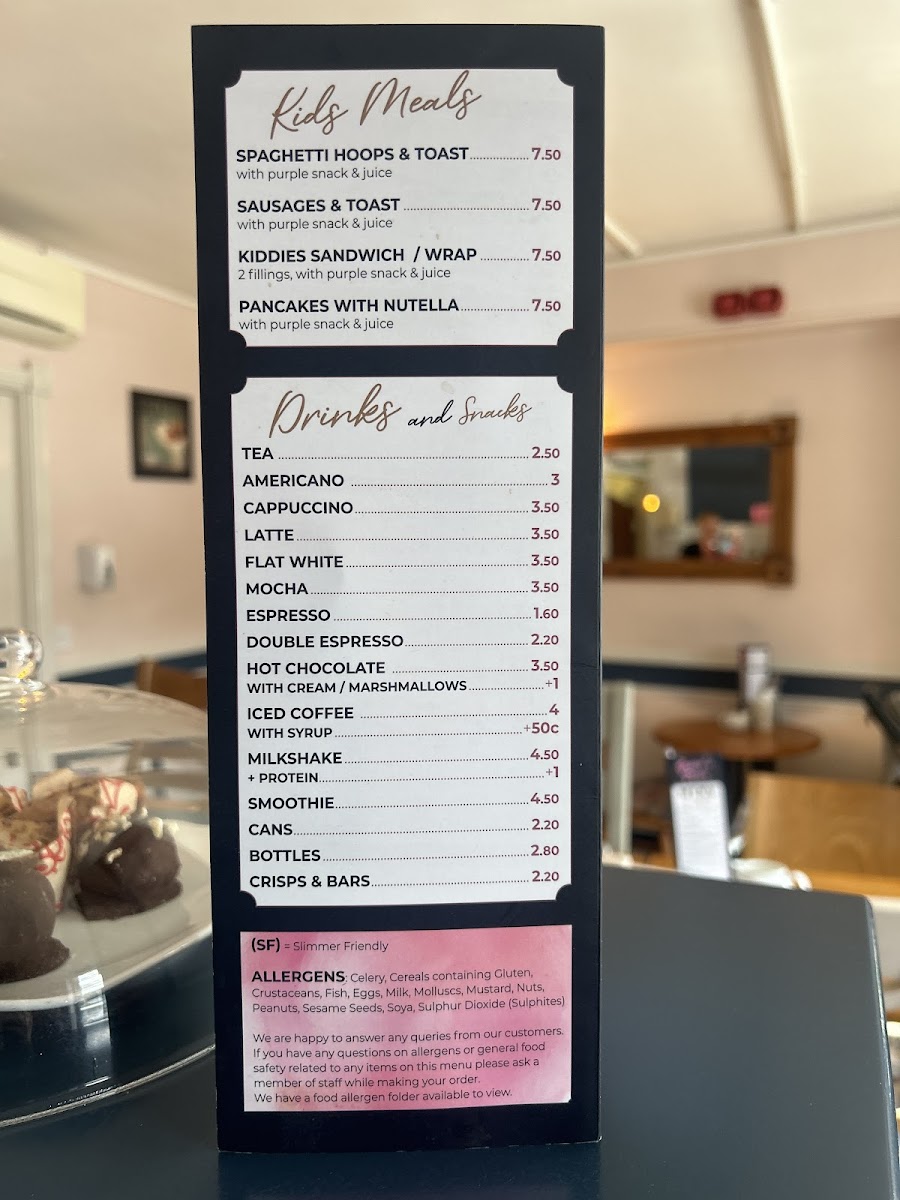 Kids Meals
SPAGHETTI HOOPS & TOAST 7.50
with purple snack & juice
SAUSAGES & TOAST 7.50
with purple snack & juice
KIDDIES SANDWICH / WRAP 7.50
2 fillings, with purple snack & juice
PANCAKES WITH NUTELLA 7.50
with purple snack & juice
Drinks and Snacks
TEA 2.50
AMERICANO 3
CAPPUCCINO 3.50
LATTE 3.50
FLAT WHITE 3.50
MOCHA 3.50
ESPRESSO 1.60
DOUBLE ESPRESSO 2.20
HOT CHOCOLATE 3.50
WITH CREAM / MARSHMALLOWS +1
ICED COFFEE 4
WITH SYRUP +50c
MILKSHAKE 4.50
+ PROTEIN +1
SMOOTHIE 4.50
CANS 2.20
BOTTLES 2.80
CRISPS & BARS 2.20
(SF) = Slimmer Friendly
ALLERGENS: Celery, Cereals containing Gluten,
Crustaceans, Fish, Eggs, Milk, Molluscs, Mustard, Nuts,
Peanuts, Sesame Seeds, Soya, Sulphur Dioxide (Sulphites)
We are happy to answer any queries from our customers.
If you have any questions on allergens or general food
safety related to any items on this menu please ask a
member of staff while making your order.
We have a food allergen folder available to view.